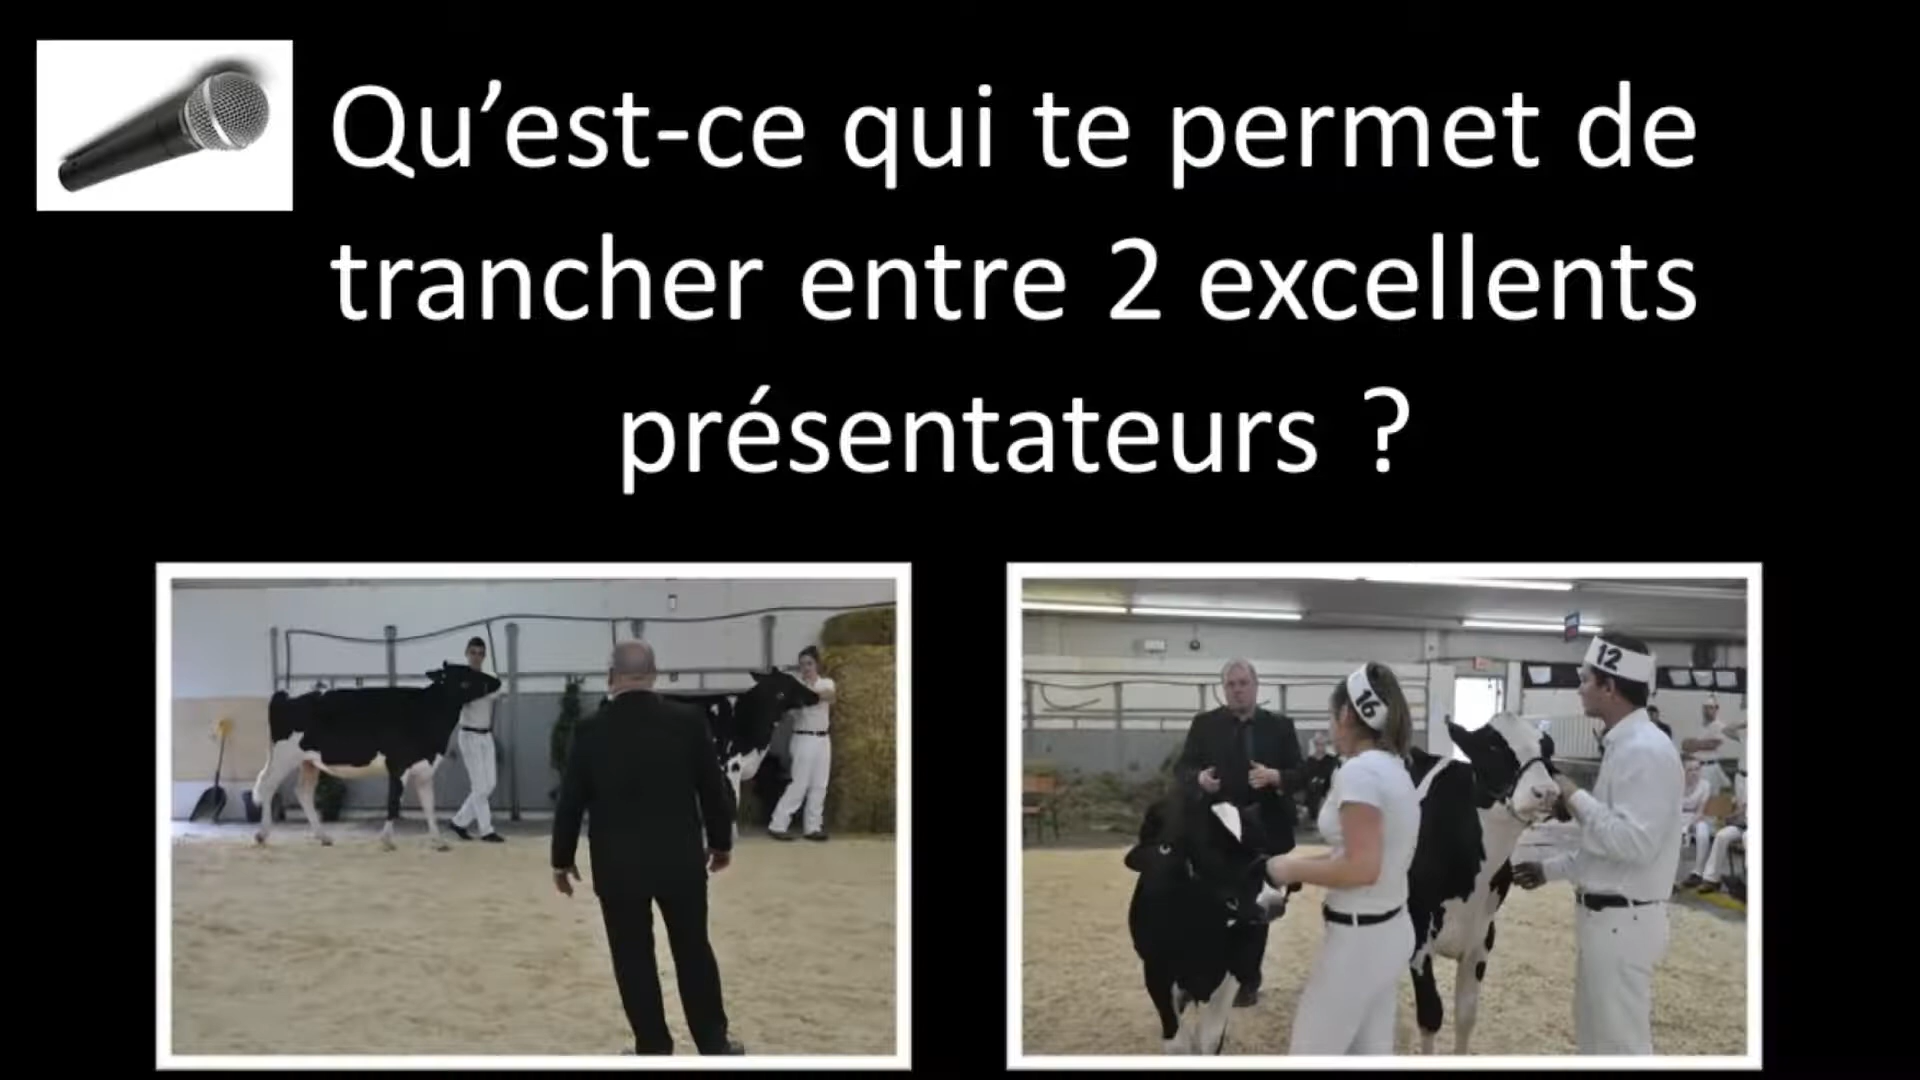 Qu’est-ce qui te permet de
trancher entre 2 excellents
présentateurs ?
16
12